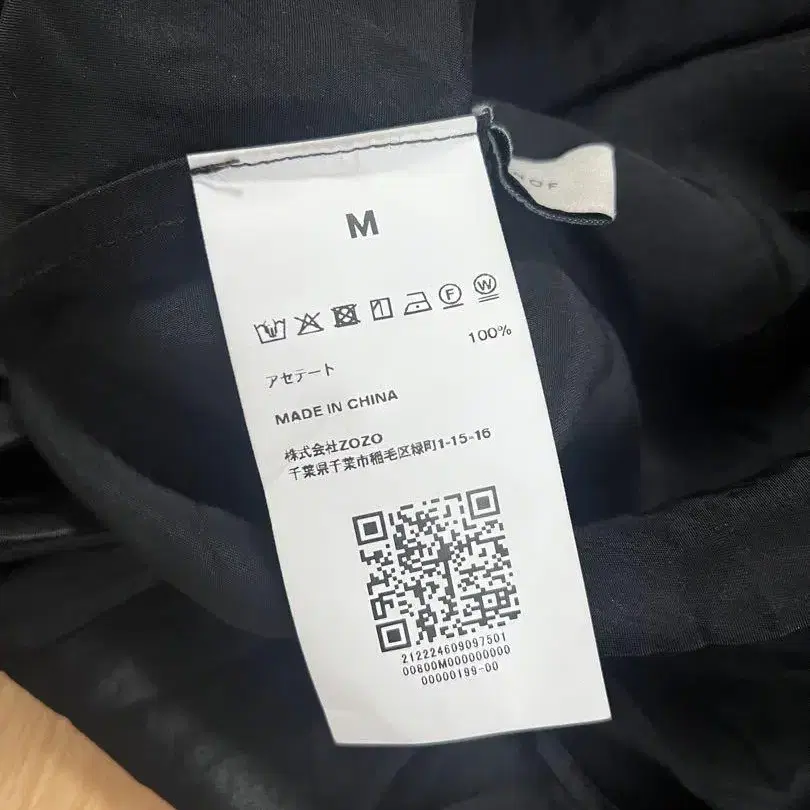 M
F W
100%
アセテート
MADE IN CHINA
株式会社ZOZO
千葉県千葉市稲毛区緑町1-15-16
212224609097501
00800M000000000
00000199-00